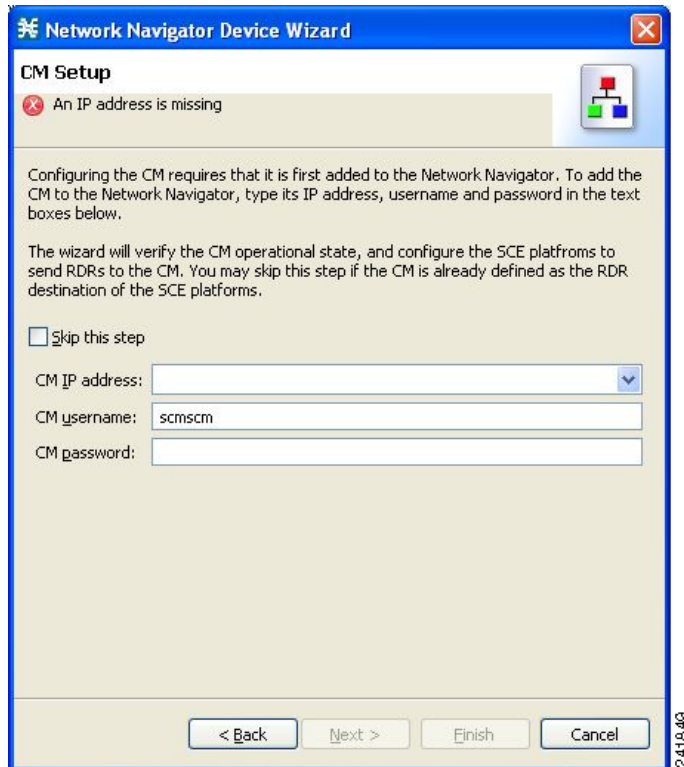 Network Navigator Device Wizard
CM Setup
An IP address is missing
Configuring the CM requires that it is first added to the Network Navigator. To add the
CM to the Network Navigator, type its IP address, username and password in the text
boxes below.
The wizard will verify the CM operational state, and configure the SCE platfroms to
send RDRs to the CM. You may skip this step if the CM is already defined as the RDR
destination of the SCE platforms.
Skip this step
CM IP address:
CM username: scmscm
CM password:
< Back Next > Finish Cancel
241849